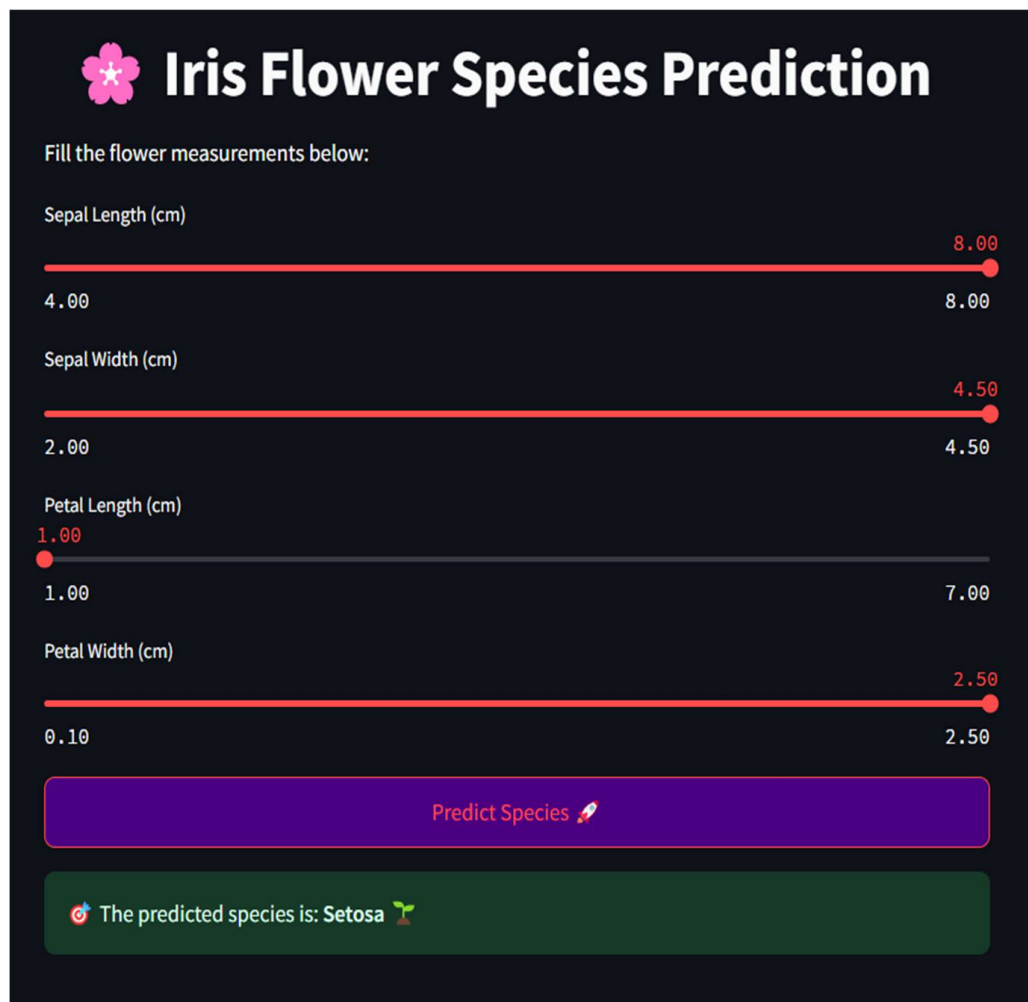 🌸 Iris Flower Species Prediction
Fill the flower measurements below:
Sepal Length (cm)
8.00
4.00 8.00
Sepal Width (cm)
4.50
2.00 4.50
Petal Length (cm)
1.00
1.00 7.00
Petal Width (cm)
2.50
0.10 2.50
Predict Species 🚀
🎯 The predicted species is: Setosa 🌱